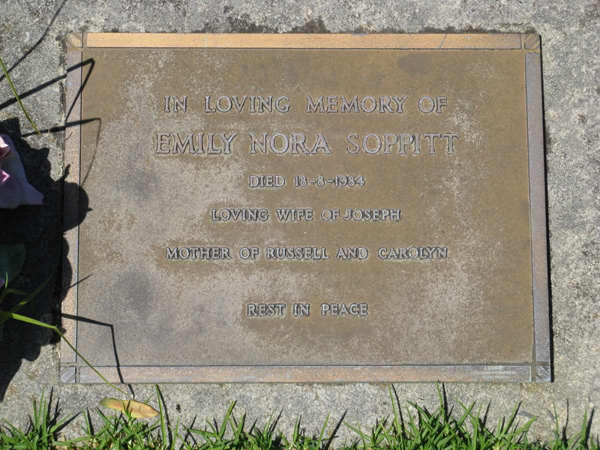 IN LOVING MEMORY OF
EMILY NORA SOPPITT
DIED 18-8-1984
LOVING WIFE OF JOSEPH
MOTHER OF RUSSELL AND CAROLYN
REST IN PEACE